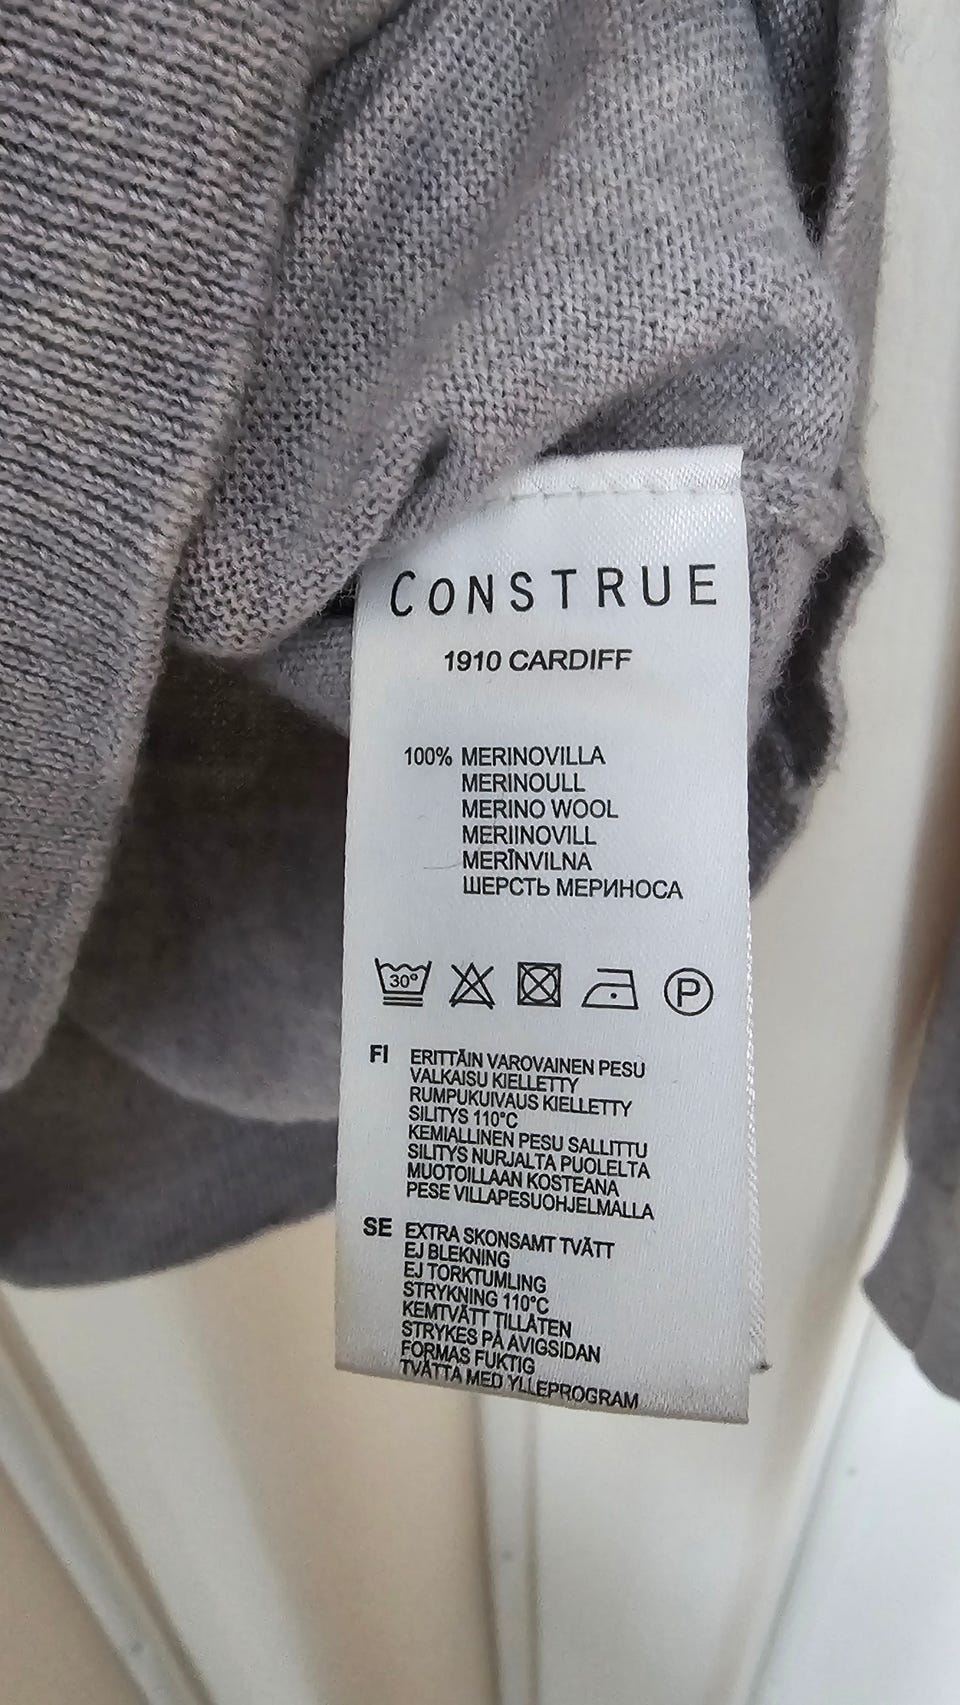 CONSTRUE
1910 CARDIFF
100% MERINOVILLA
MERINOULL
MERINO WOOL
MERIINOVILL
MERĪNVILNA
ШЕРСТЬ МЕРИНОСА
30°
P
FI ERITTÄIN VAROVAINEN PESU
VALKAISU KIELLETTY
RUMPUKUIVAUS KIELLETTY
SILITYS 110°C
KEMIALLINEN PESU SALLITTU
SILITYS NURJALTA PUOLELTA
MUOTOILLAAN KOSTEANA
PESE VILLAPESUOHJELMALLA
SE EXTRA SKONSAMT TVÄTT
EJ BLEKNING
EJ TORKTUMLING
STRYKNING 110°C
KEMTVÄTT TILLÅTEN
STRYKES PÅ AVIGSIDAN
FORMAS FUKTIG
TVÄTTA MED YLLEPROGRAM